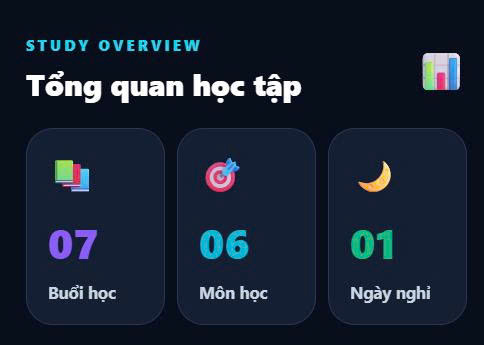 STUDY OVERVIEW
Tổng quan học tập
07
Buổi học
06
Môn học
01
Ngày nghỉ